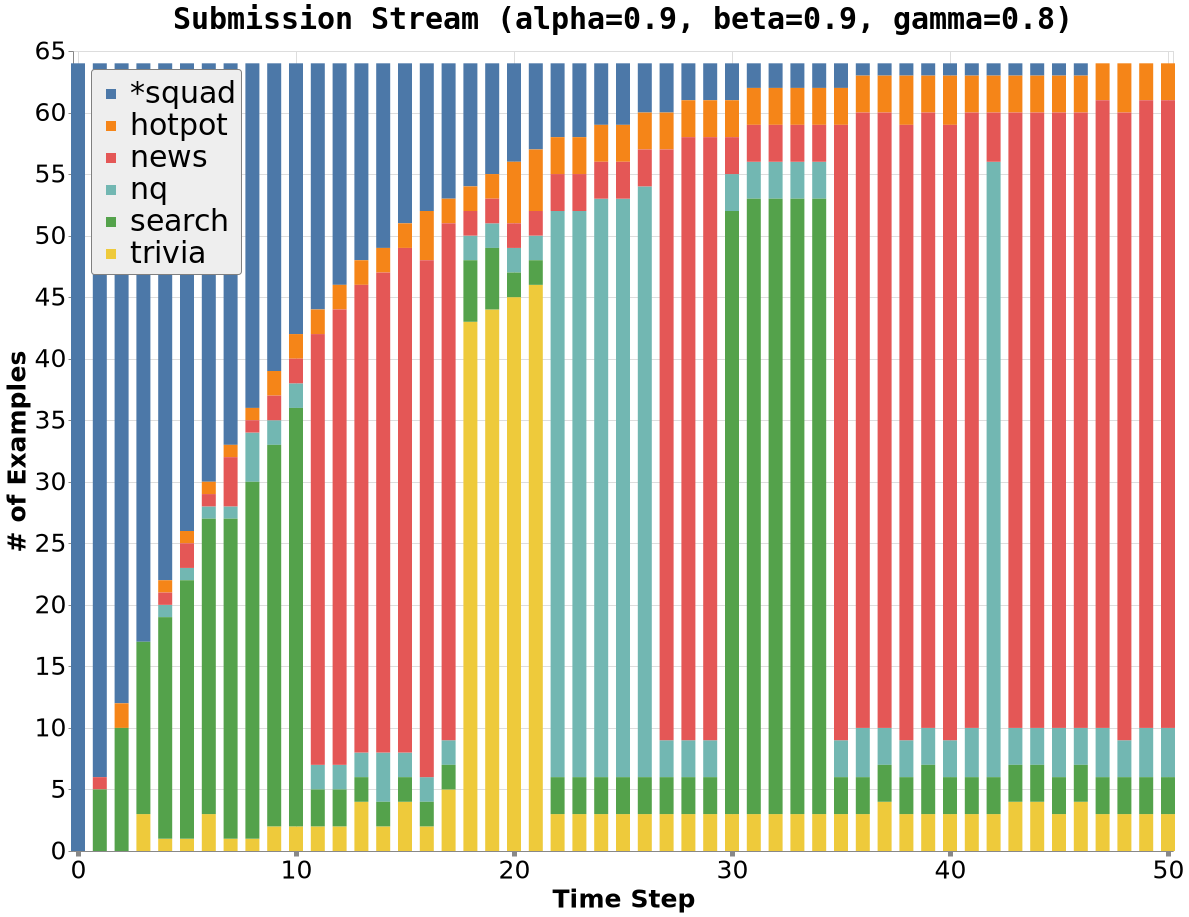 Submission Stream (alpha=0.9, beta=0.9, gamma=0.8)
# of Examples
65
60
55
50
45
40
35
30
25
20
15
10
5
0
*squad
hotpot
news
nq
search
trivia
0 10 20 30 40 50
Time Step